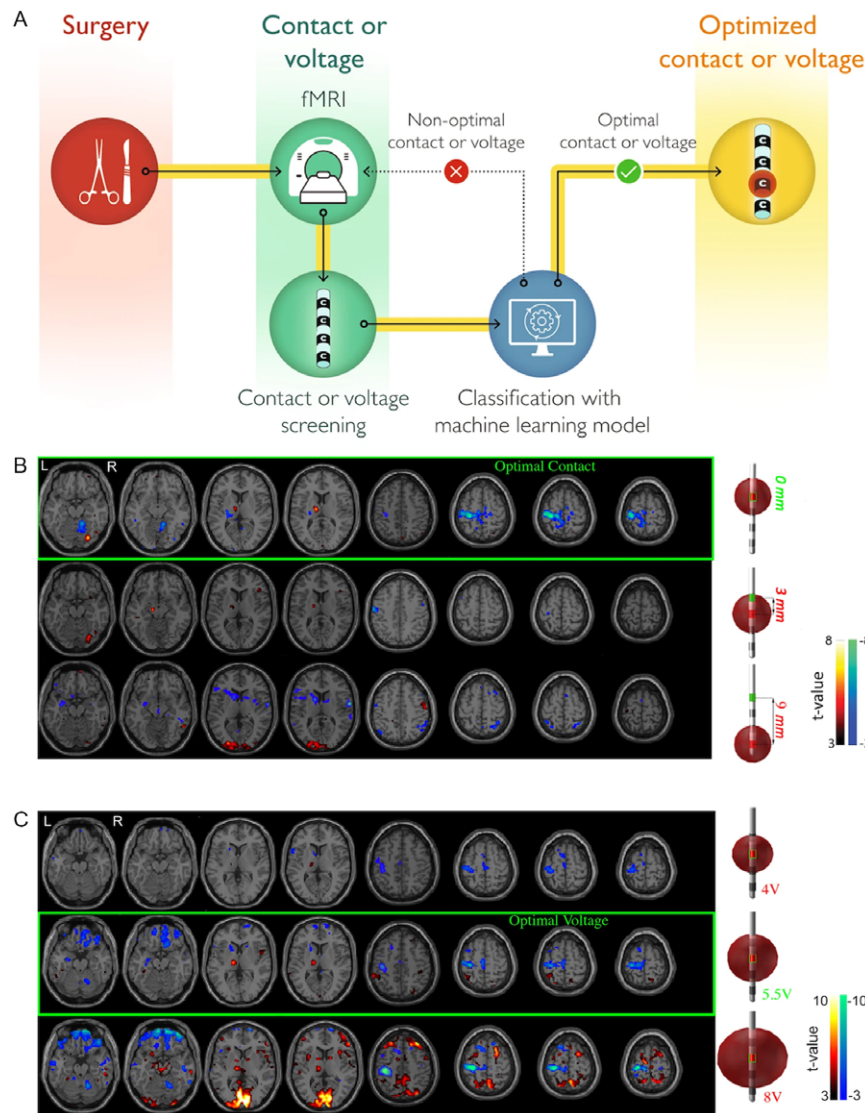 A
Surgery
Contact or
voltage
Optimized
contact or voltage
fMRI
Non-optimal
contact or voltage
Optimal
contact or voltage
C
C
C
C
C
C
C
C
Contact or voltage
screening
Classification with
machine learning model
B
L
R
Optimal Contact
0 mm
3 mm
9 mm
8
3
t-value
C
L
R
4V
Optimal Voltage
5.5V
8V
10
-10
3
-3
t-value